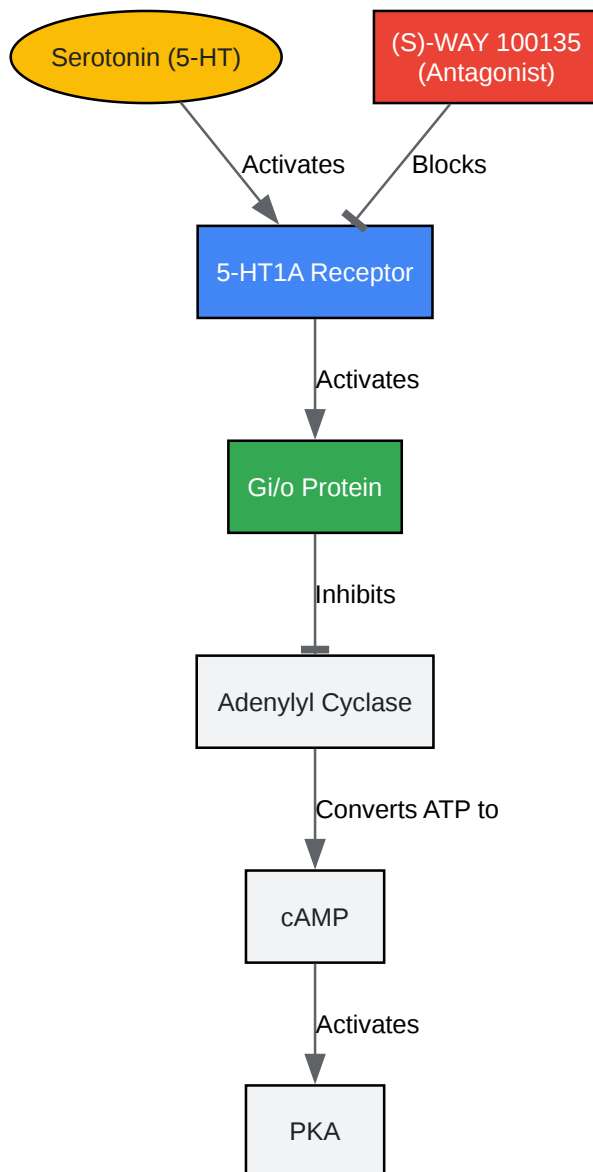 Serotonin (5-HT)
(S)-WAY 100135
(Antagonist)
Activates
Blocks
5-HT1A Receptor
Activates
Gi/o Protein
Inhibits
Adenylyl Cyclase
Converts ATP to
cAMP
Activates
PKA